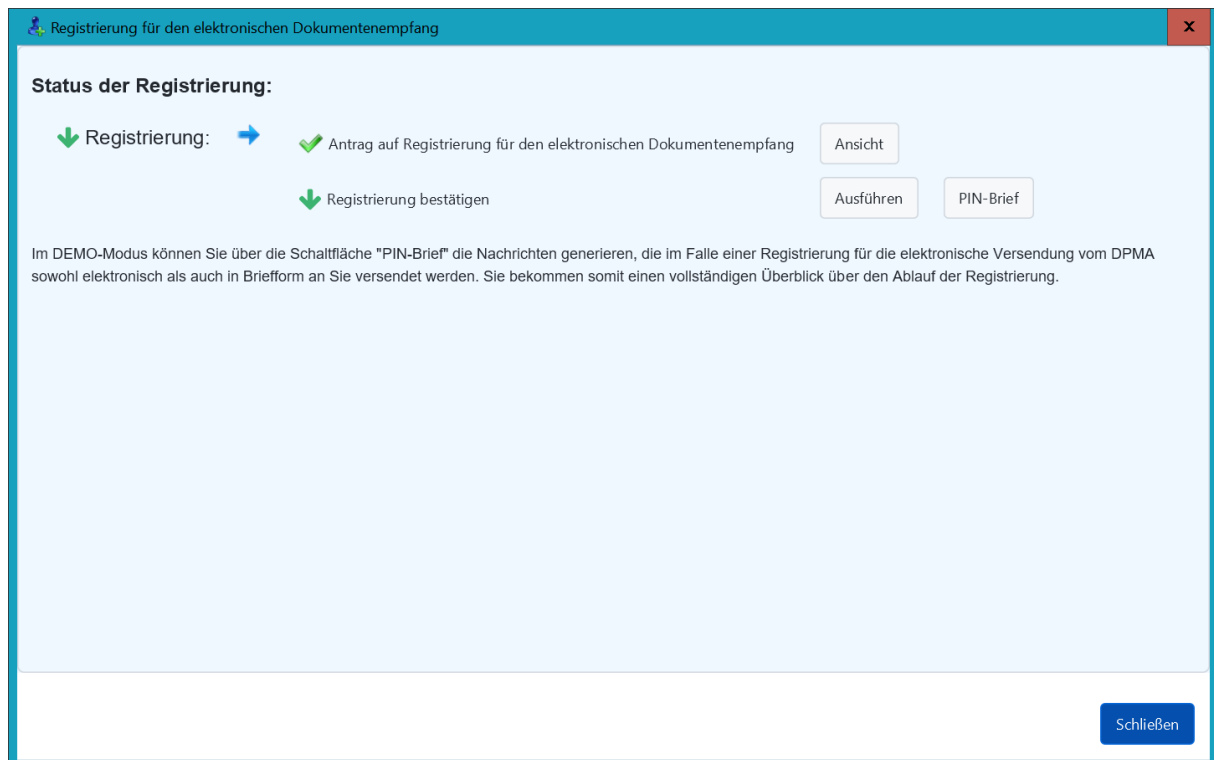 Registrierung für den elektronischen Dokumentenempfang x
Status der Registrierung:
Registrierung: Antrag auf Registrierung für den elektronischen Dokumentenempfang Ansicht
Registrierung bestätigen Ausführen PIN-Brief
Im DEMO-Modus können Sie über die Schaltfläche "PIN-Brief" die Nachrichten generieren, die im Falle einer Registrierung für die elektronische Versendung vom DPMA
sowohl elektronisch als auch in Briefform an Sie versendet werden. Sie bekommen somit einen vollständigen Überblick über den Ablauf der Registrierung.
Schließen